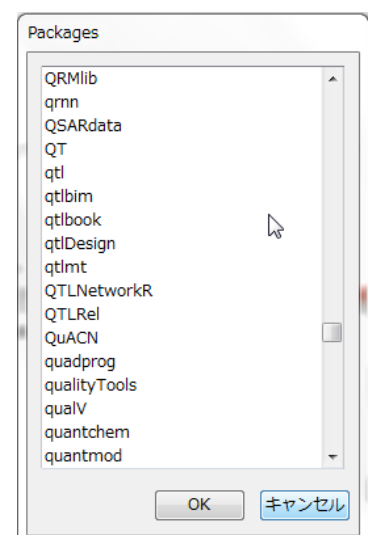 Packages
QRMlib
qrnn
QSARdata
QT
qtl
qtlbim
qtlbook
qtlDesign
qtlmt
QTLNetworkR
QTLRel
QuACN
quadprog
qualityTools
qualV
quantchem
quantmod
OK キャンセル